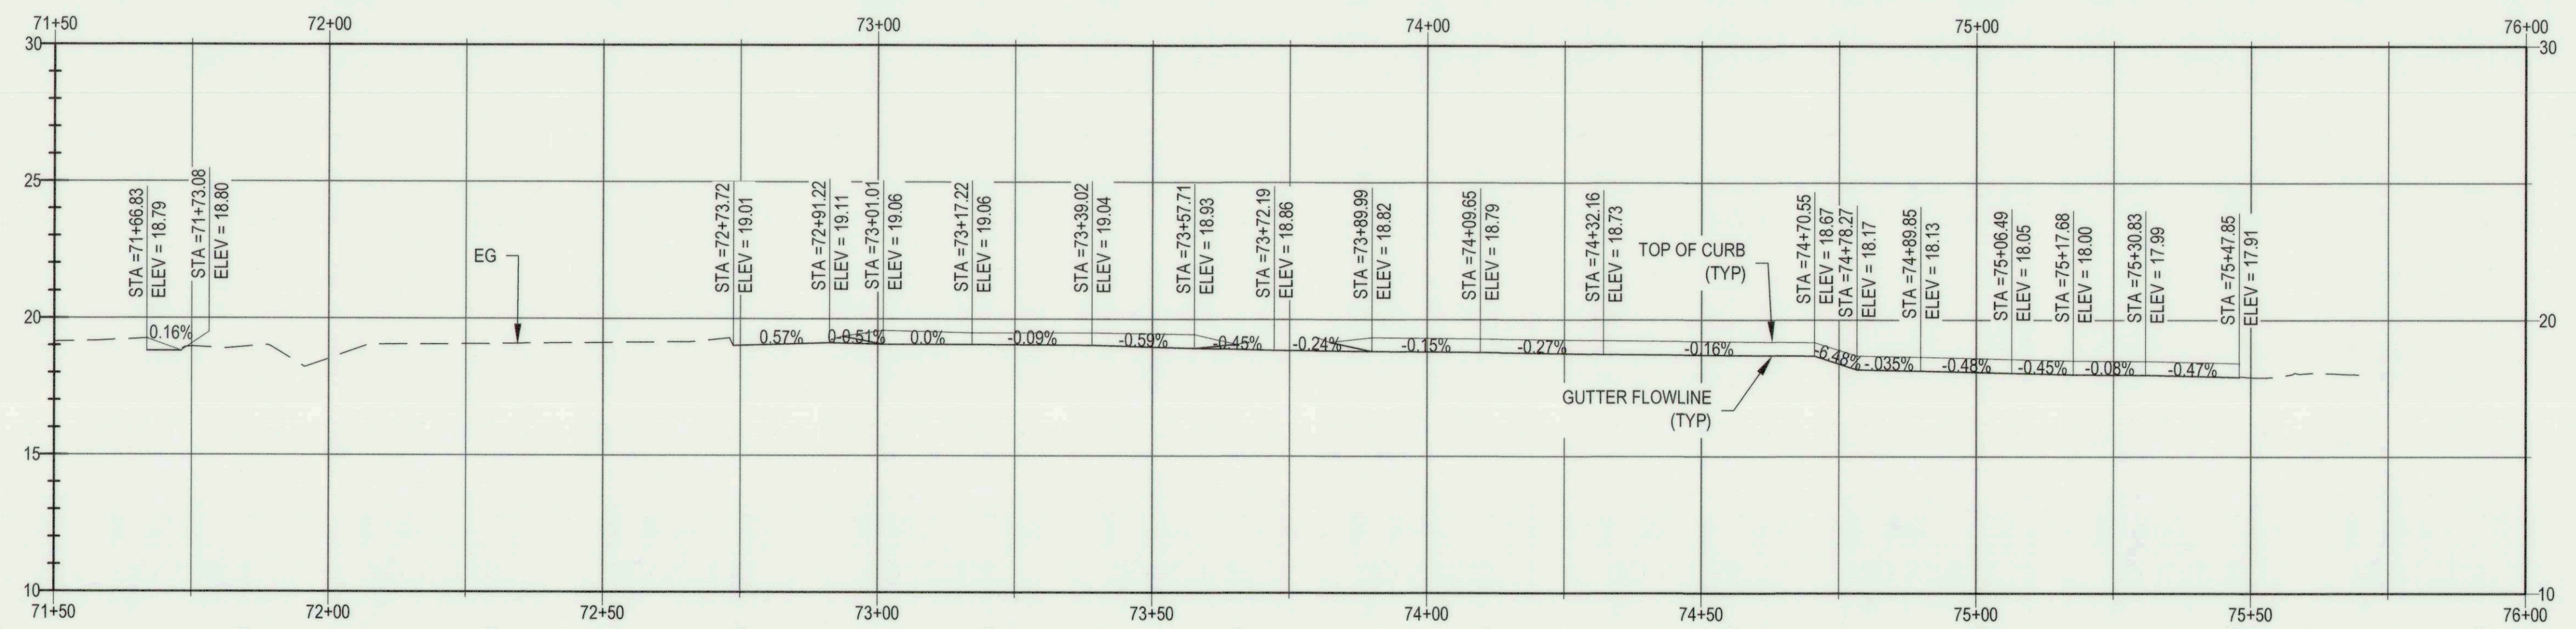 71+50 72+00 73+00 74+00 75+00 76+00
30 30
25
20 20
15
10 10
STA =71+66.83
ELEV = 18.79
STA =71+73.08
ELEV = 18.80
EG
STA =72+73.72
ELEV = 19.01
STA =72+91.22
ELEV = 19.11
STA =73+01.01
ELEV = 19.06
STA =73+17.22
ELEV = 19.06
STA =73+39.02
ELEV = 19.04
STA =73+57.71
ELEV = 18.93
STA =73+72.19
ELEV = 18.86
STA =73+89.99
ELEV = 18.82
STA =74+09.65
ELEV = 18.79
STA =74+32.16
ELEV = 18.73
TOP OF CURB
(TYP)
STA =74+70.55
ELEV = 18.67
STA =74+78.27
ELEV = 18.17
STA =74+89.85
ELEV = 18.13
STA =75+06.49
ELEV = 18.05
STA =75+17.68
ELEV = 18.00
STA =75+30.83
ELEV = 17.99
STA =75+47.85
ELEV = 17.91
0.16% 0.57% -0.51% 0.0% -0.09% -0.59% -0.45% -0.24% -0.15% -0.27% -0.16% -6.48% -.035% -0.48% -0.45% -0.08% -0.47%
GUTTER FLOWLINE
(TYP)
71+50 72+00 72+50 73+00 73+50 74+00 74+50 75+00 75+50 76+00